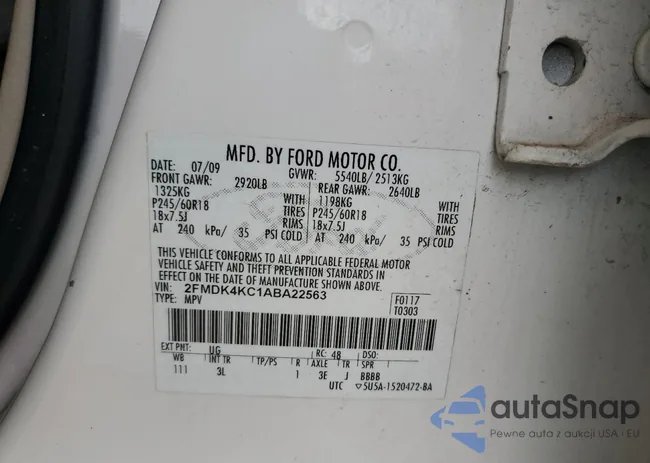 MFD. BY FORD MOTOR CO.
DATE: 07/09 GVWR: 5540LB/ 2513KG
FRONT GAWR: 2920LB REAR GAWR: 2640LB
1325KG WITH 1198KG WITH
P245/60R18 TIRES P245/60R18 TIRES
18x7.5J RIMS 18x7.5J RIMS
AT 240 kPa/ 35 PSI COLD AT 240 kPa/ 35 PSI COLD
THIS VEHICLE CONFORMS TO ALL APPLICABLE FEDERAL MOTOR
VEHICLE SAFETY AND THEFT PREVENTION STANDARDS IN
EFFECT ON THE DATE OF MANUFACTURE SHOWN ABOVE.
VIN: 2FMDK4KC1ABA22563 F0117
TYPE: MPV T0303
EXT PNT: UG RC: 48 DSO:
WB INT TR TP/PS R AXLE TR SPR
111 3L 1 3E J BBBB
UTC ▽5U5A-1520472-BA
autaSnap
Pewne auta z aukcji USA - EU